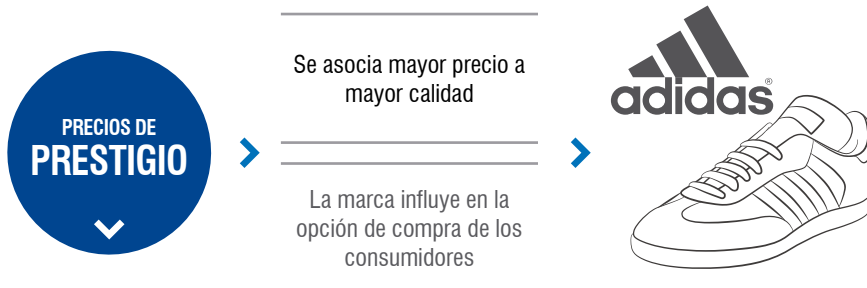 PRECIOS DE
PRESTIGIO
Se asocia mayor precio a
mayor calidad
La marca influye en la
opción de compra de los
consumidores
adidas®